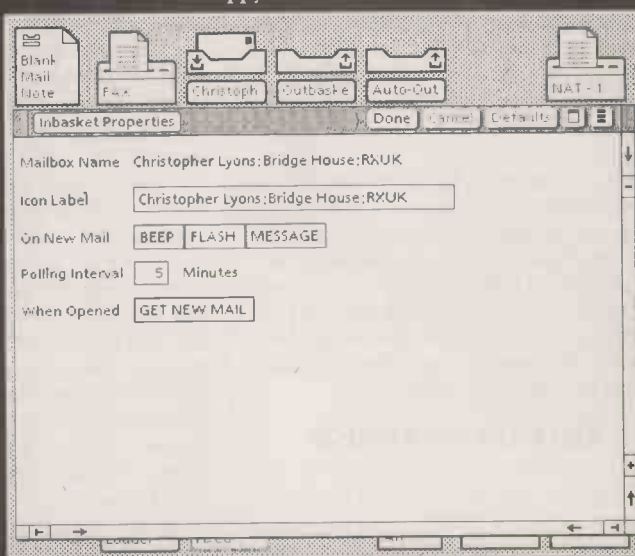 Blank
Mail
Note
FAX
Christoph
Outbaske
Auto-Out
NAT - 1
Inbasket Properties
Done
Cancel
Defaults
Mailbox Name Christopher Lyons:Bridge House:RXUK
Icon Label Christopher Lyons:Bridge House:RXUK
On New Mail BEEP FLASH MESSAGE
Polling Interval 5 Minutes
When Opened GET NEW MAIL